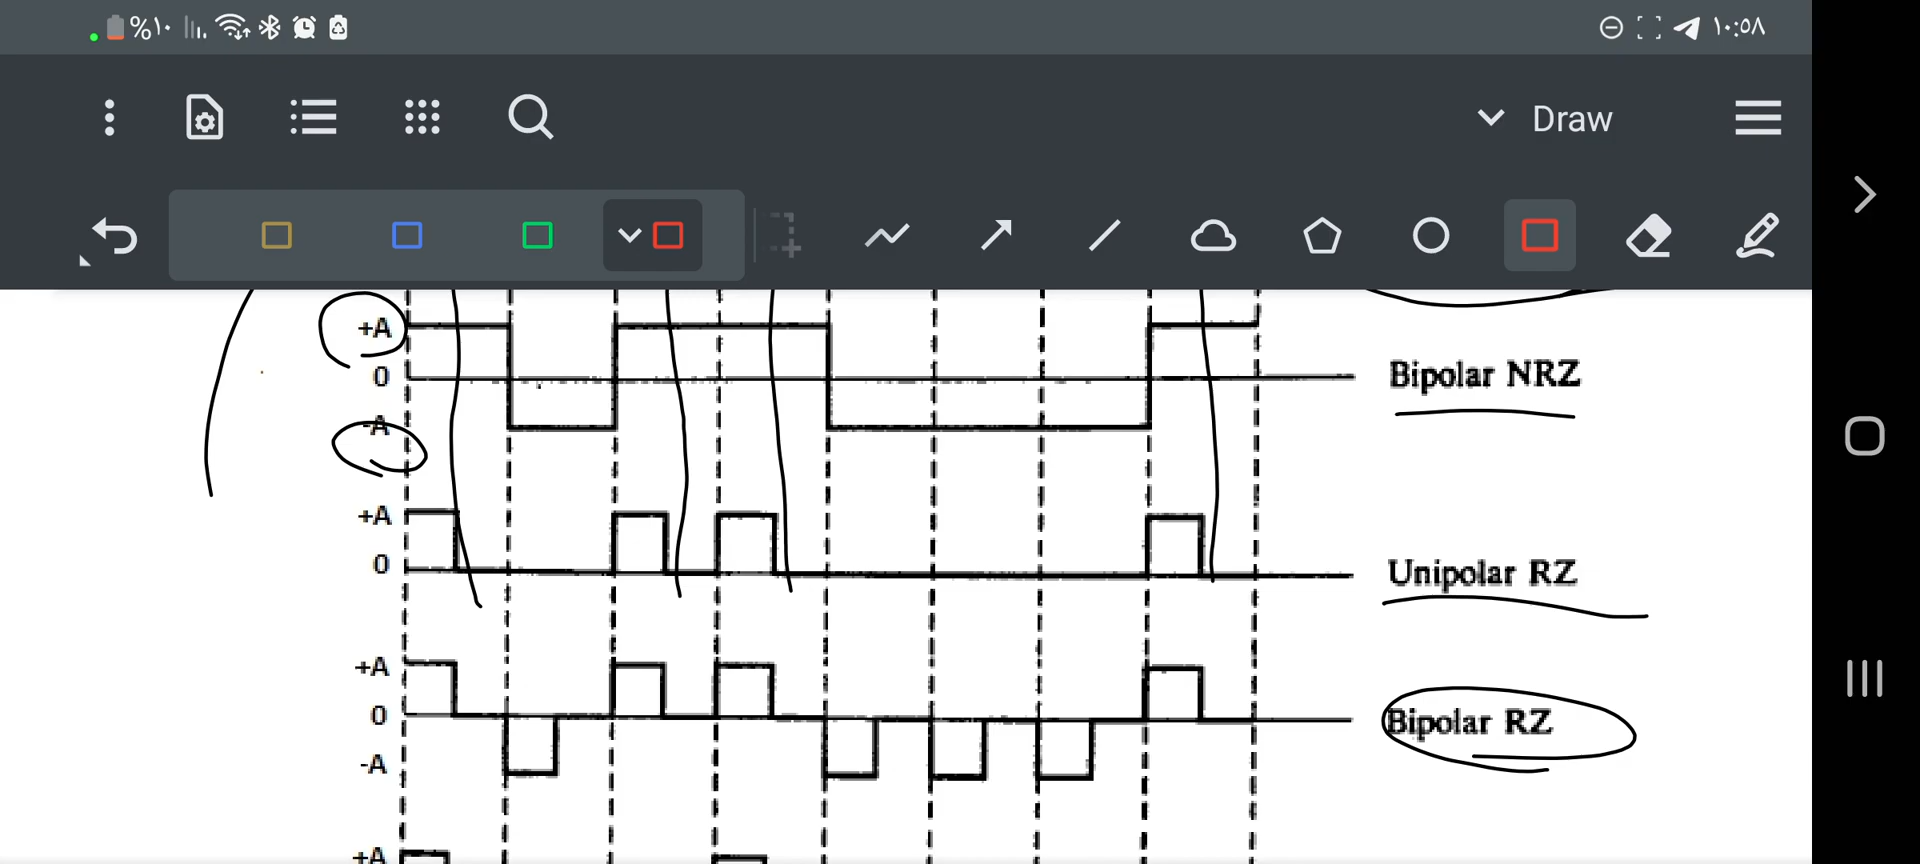 %١٠
١٠:٥٨
Draw
+A
0
-A
Bipolar NRZ
+A
0
Unipolar RZ
+A
0
-A
Bipolar RZ
+A